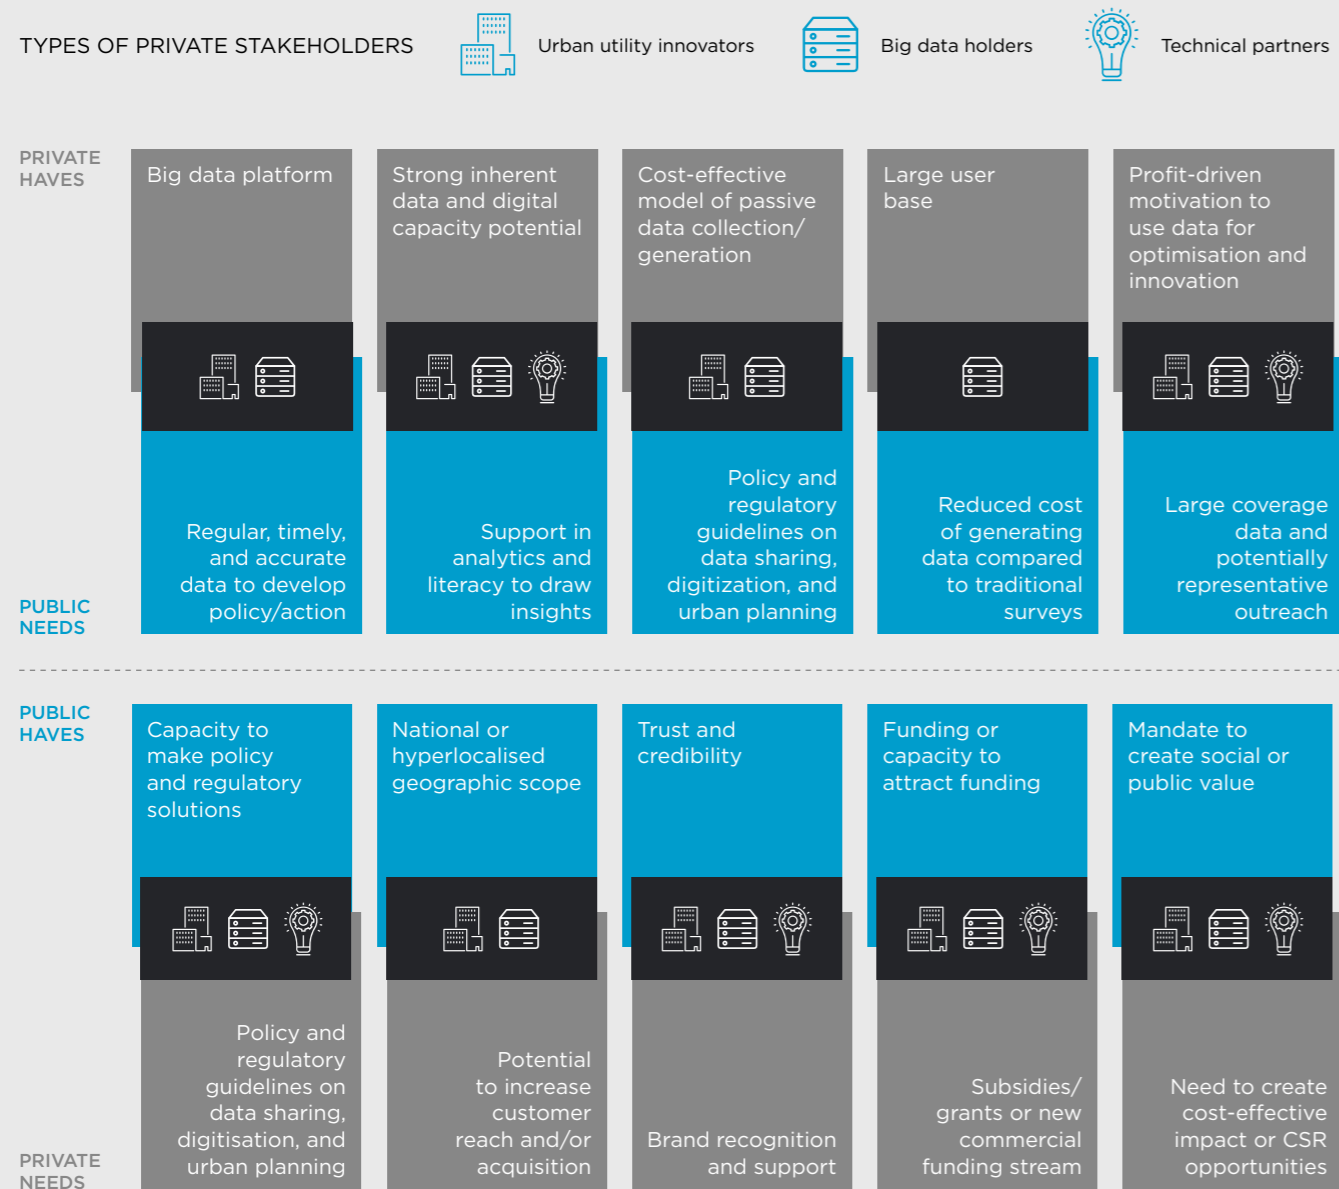 TYPES OF PRIVATE STAKEHOLDERS
Urban utility innovators
Big data holders
Technical partners
PRIVATE
HAVES
Big data platform
Strong inherent
data and digital
capacity potential
Cost-effective
model of passive
data collection/
generation
Large user
base
Profit-driven
motivation to
use data for
optimisation and
innovation
PUBLIC
NEEDS
Regular, timely,
and accurate
data to develop
policy/action
Support in
analytics and
literacy to draw
insights
Policy and
regulatory
guidelines on
data sharing,
digitization, and
urban planning
Reduced cost
of generating
data compared
to traditional
surveys
Large coverage
data and
potentially
representative
outreach
PUBLIC
HAVES
Capacity to
make policy
and regulatory
solutions
National or
hyperlocalised
geographic scope
Trust and
credibility
Funding or
capacity to
attract funding
Mandate to
create social or
public value
PRIVATE
NEEDS
Policy and
regulatory
guidelines on
data sharing,
digitisation, and
urban planning
Potential
to increase
customer
reach and/or
acquisition
Brand recognition
and support
Subsidies/
grants or new
commercial
funding stream
Need to create
cost-effective
impact or CSR
opportunities